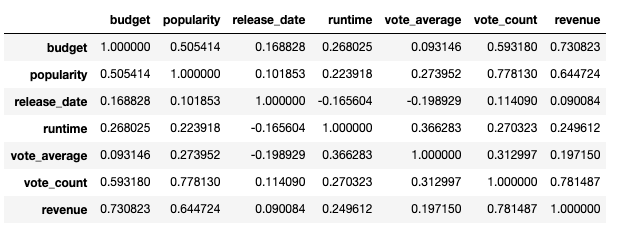 budget popularity release_date runtime vote_average vote_count revenue
budget 1.000000 0.505414 0.168828 0.268025 0.093146 0.593180 0.730823
popularity 0.505414 1.000000 0.101853 0.223918 0.273952 0.778130 0.644724
release_date 0.168828 0.101853 1.000000 -0.165604 -0.198929 0.114090 0.090084
runtime 0.268025 0.223918 -0.165604 1.000000 0.366283 0.270323 0.249612
vote_average 0.093146 0.273952 -0.198929 0.366283 1.000000 0.312997 0.197150
vote_count 0.593180 0.778130 0.114090 0.270323 0.312997 1.000000 0.781487
revenue 0.730823 0.644724 0.090084 0.249612 0.197150 0.781487 1.000000